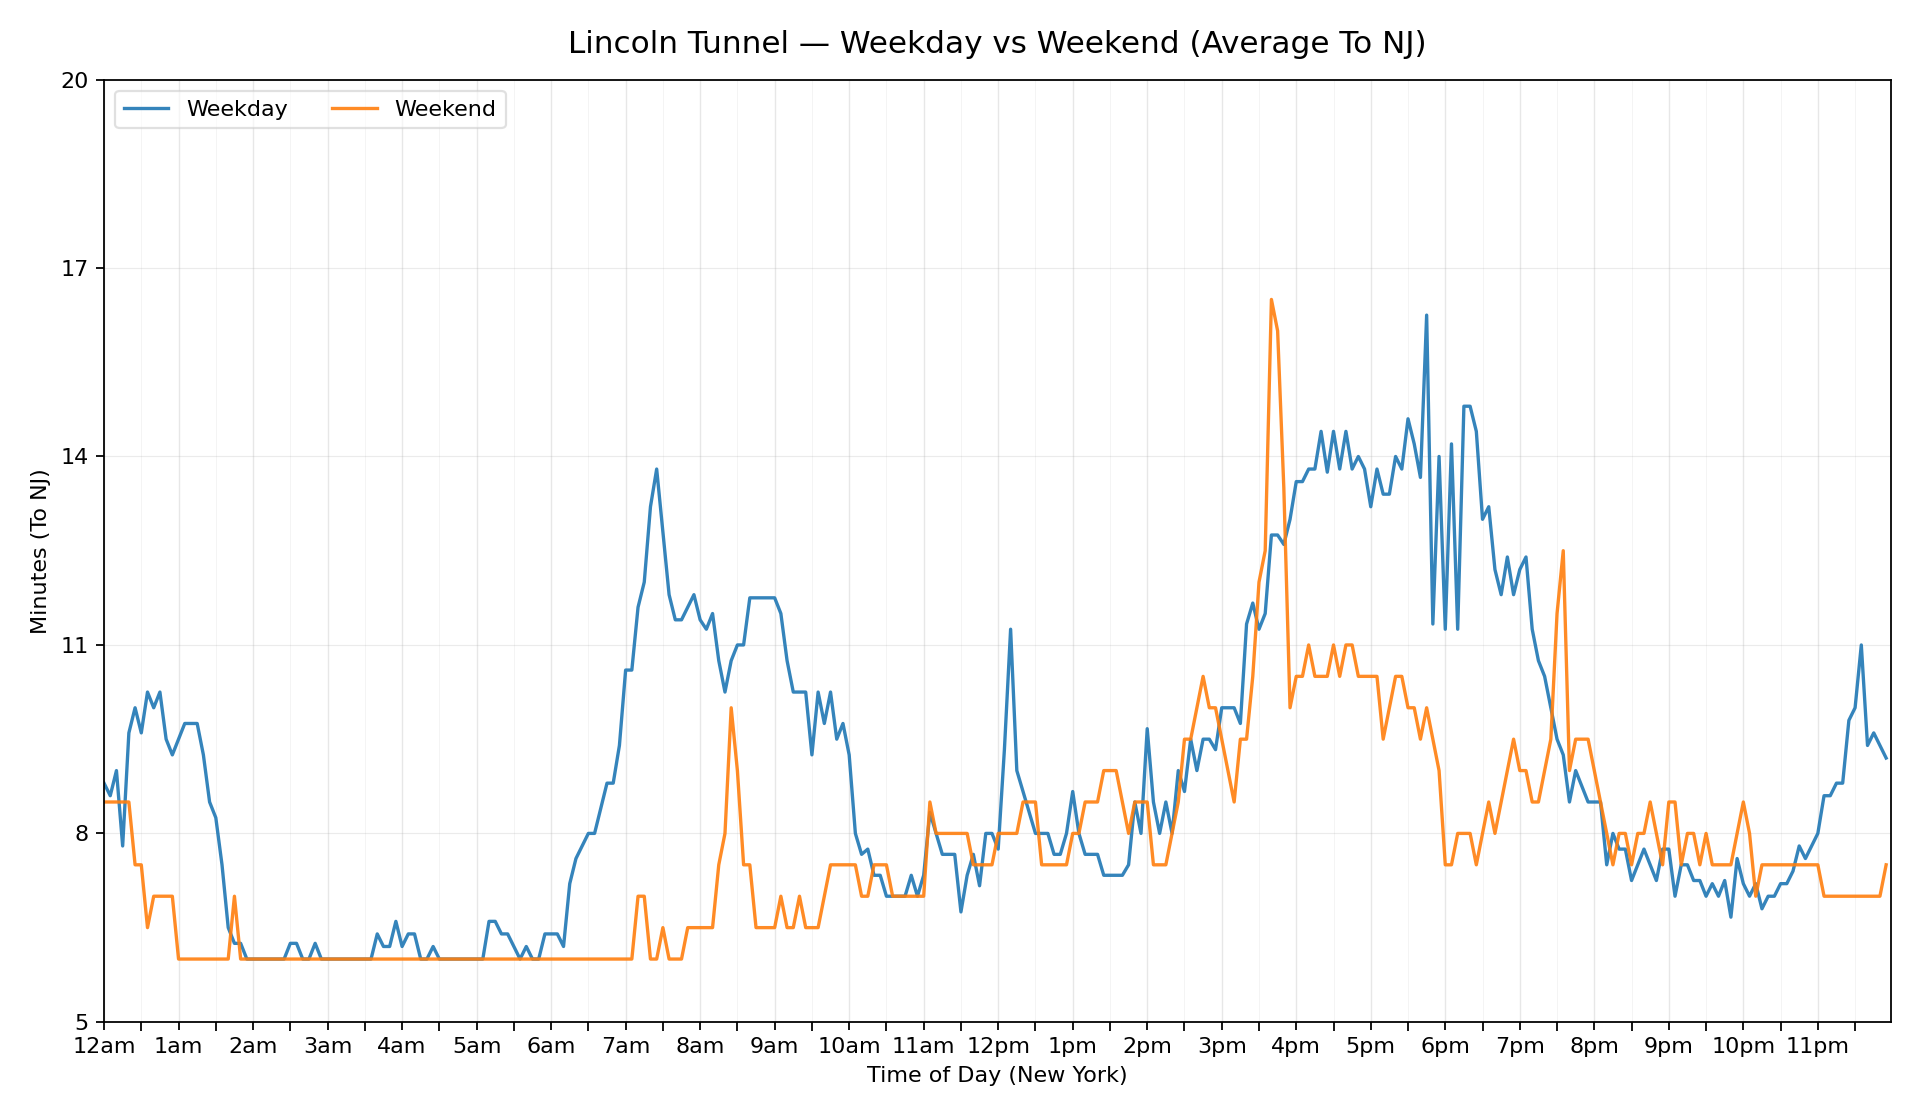 Lincoln Tunnel — Weekday vs Weekend (Average To NJ)
Weekday Weekend
20
17
14
11
8
5
Minutes (To NJ)
12am 1am 2am 3am 4am 5am 6am 7am 8am 9am 10am 11am 12pm 1pm 2pm 3pm 4pm 5pm 6pm 7pm 8pm 9pm 10pm 11pm
Time of Day (New York)